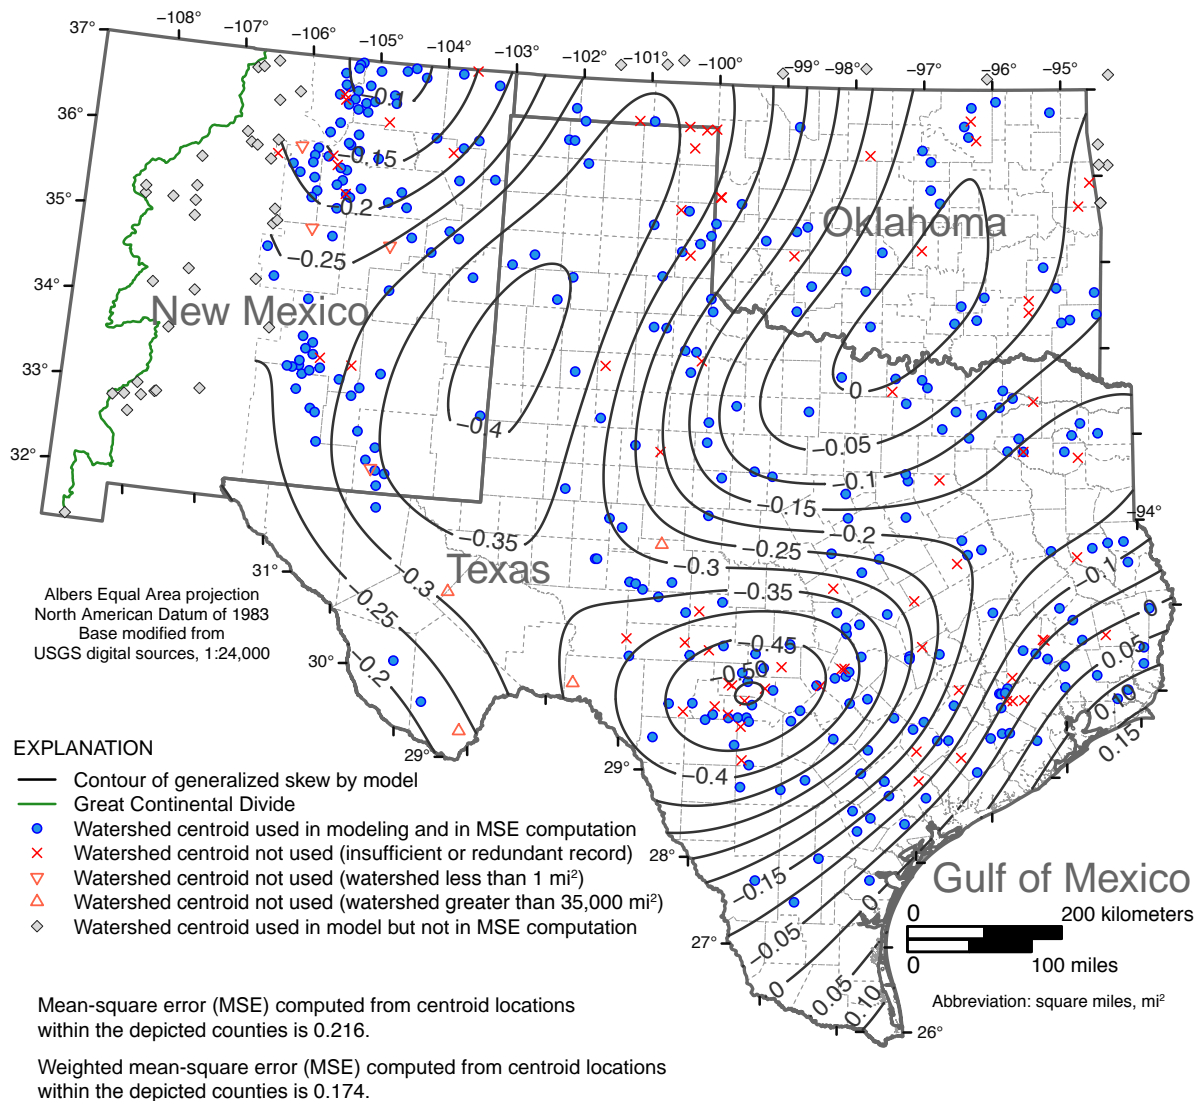 −108°
−107°
−106°
−105°
−104°
−103°
−102°
−101°
−100°
−99°
−98°
−97°
−96°
−95°
37°
36°
35°
34°
33°
32°
31°
30°
29°
29°
28°
27°
26°
−94°
−0.1
−0.15
−0.2
−0.25
Oklahoma
New Mexico
0
−0.4
−0.05
−0.1
−0.15
−0.2
−0.25
−0.3
−0.35
−0.35
Texas
−0.3
−0.25
−0.2
−0.45
−0.50
−0.4
−0.1
0
0.05
0.10
0.15
−0.15
−0.05
0
0
0.05
0.10
Albers Equal Area projection
North American Datum of 1983
Base modified from
USGS digital sources, 1:24,000
EXPLANATION
Contour of generalized skew by model
Great Continental Divide
Watershed centroid used in modeling and in MSE computation
Watershed centroid not used (insufficient or redundant record)
Watershed centroid not used (watershed less than 1 mi²)
Watershed centroid not used (watershed greater than 35,000 mi²)
Watershed centroid used in model but not in MSE computation
Gulf of Mexico
0 200 kilometers
0 100 miles
Abbreviation: square miles, mi²
Mean-square error (MSE) computed from centroid locations
within the depicted counties is 0.216.
Weighted mean-square error (MSE) computed from centroid locations
within the depicted counties is 0.174.